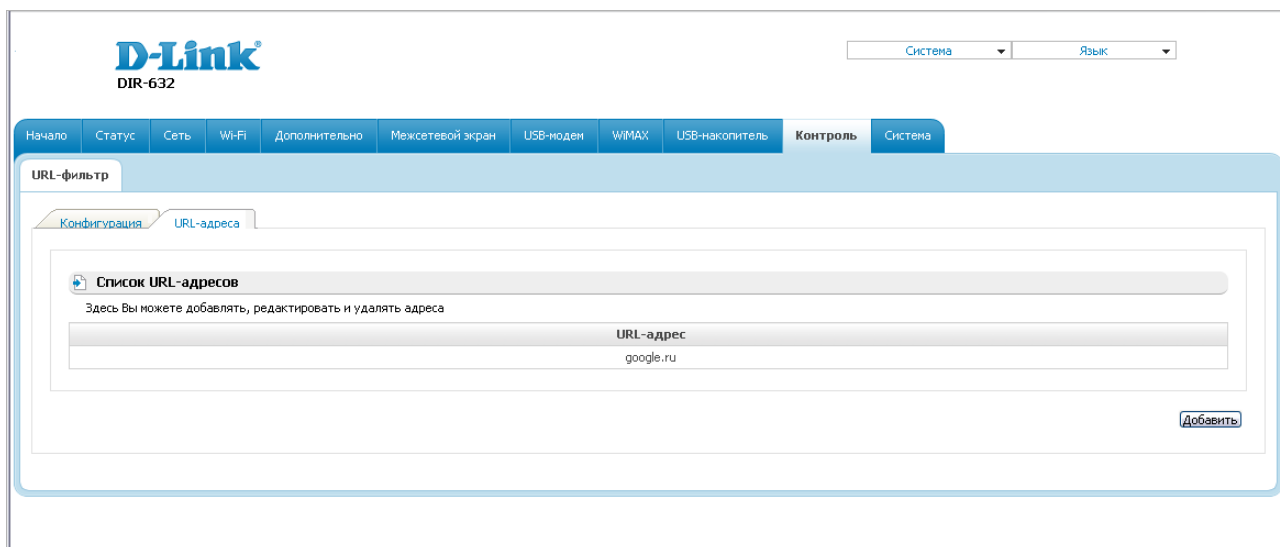 D-Link®
DIR-632
Система Язык
Начало Статус Сеть Wi-Fi Дополнительно Межсетевой экран USB-модем WiMAX USB-накопитель Контроль Система
URL-фильтр
Конфигурация URL-адреса
Список URL-адресов
Здесь Вы можете добавлять, редактировать и удалять адреса
URL-адрес
google.ru
Добавить